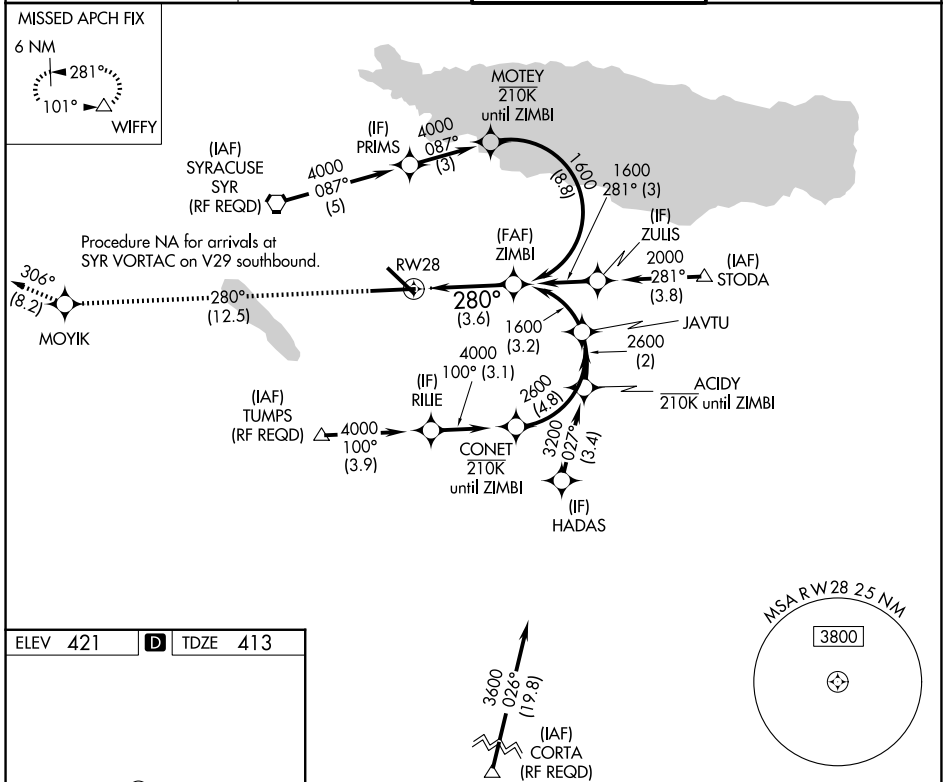 MISSED APCH FIX
6 NM
281°
101°
WIFFY
MOTEY
210K
until ZIMBI
(IF)
PRIMS
4000
087°
(3)
(IAF)
SYRACUSE
SYR
(RF REQD)
4000
087°
(5)
1600
(8.8)
1600
281° (3)
(IF)
ZULIS
2000
281°
(3.8)
(IAF)
STODA
Procedure NA for arrivals at
SYR VORTAC on V29 southbound.
(FAF)
ZIMBI
RW28
306°
(8.2)
MOYIK
280°
(12.5)
280°
(3.6)
1600
(3.2)
JAVTU
2600
(2)
ACIDY
210K until ZIMBI
(IAF)
TUMPS
(RF REQD)
4000
100°
(3.9)
(IF)
RILIE
4000
100° (3.1)
CONET
210K
until ZIMBI
2600
(4.8)
3200
027°
(3.4)
(IF)
HADAS
MSA RW28 25 NM
3800
ELEV 421
D
TDZE 413
3600
026°
(19.8)
(IAF)
CORTA
(RF REQD)